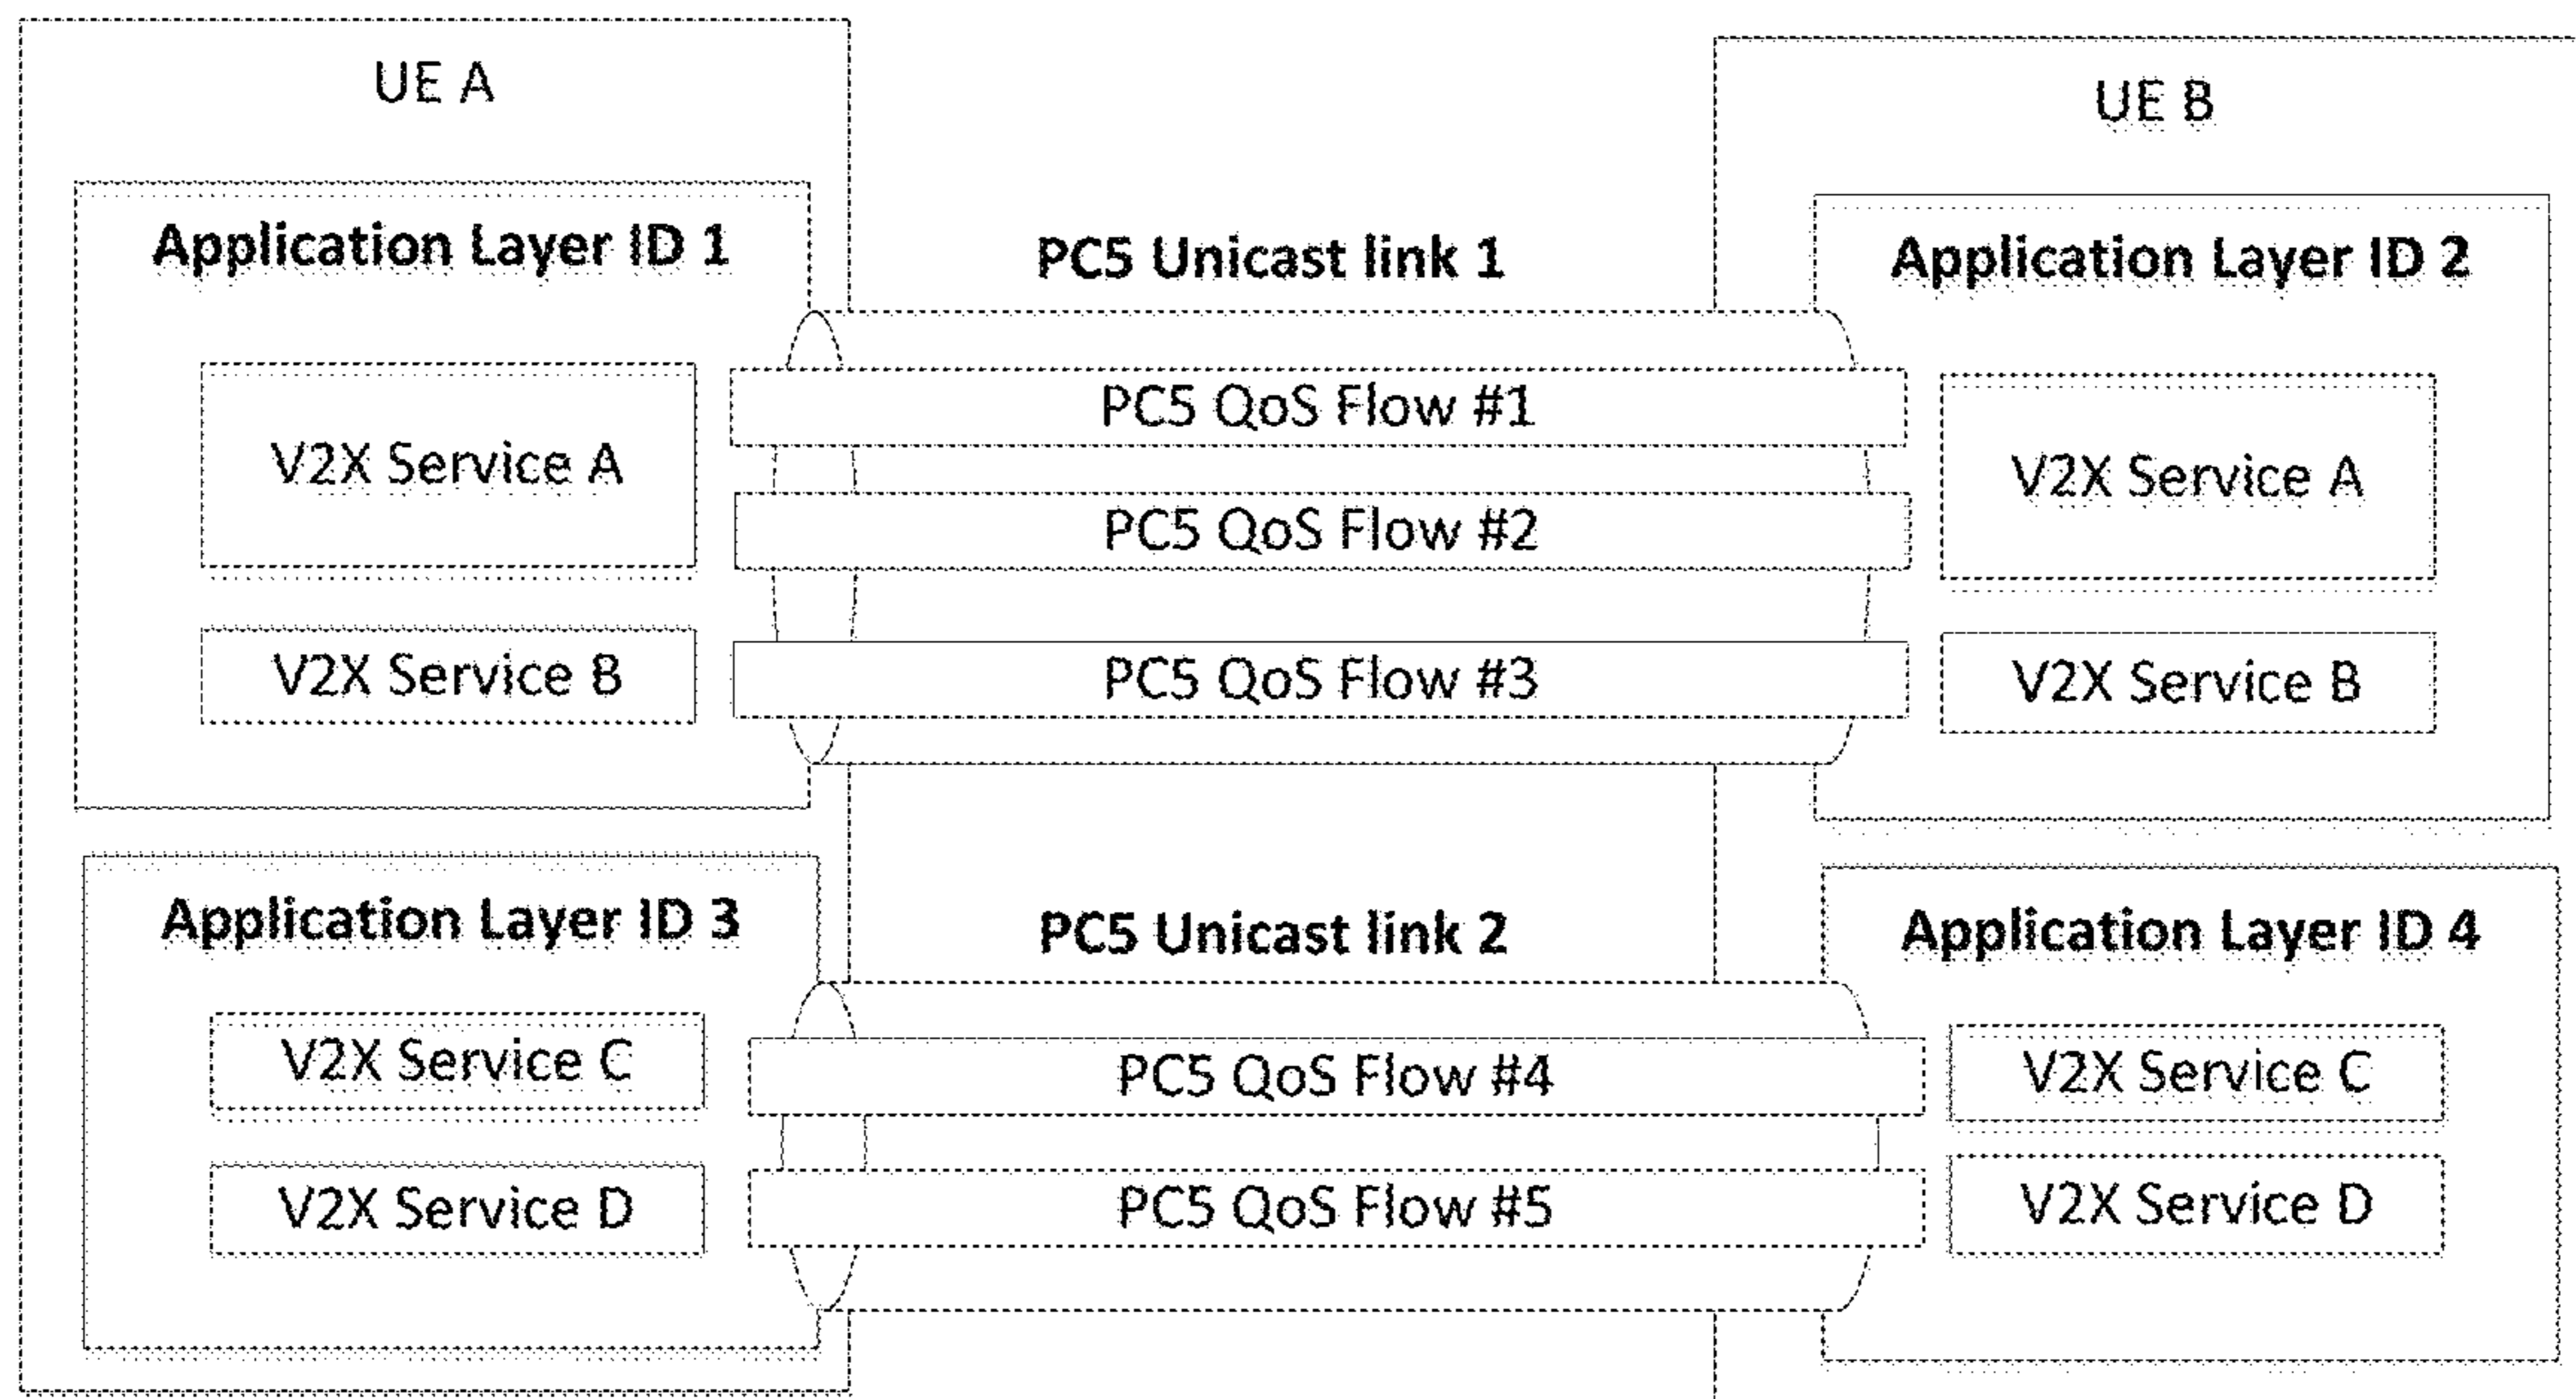 UE A
UE B
Application Layer ID 1
PC5 Unicast link 1
Application Layer ID 2
PC5 QoS Flow #1
V2X Service A
V2X Service A
PC5 QoS Flow #2
V2X Service B
PC5 QoS Flow #3
V2X Service B
Application Layer ID 3
PC5 Unicast link 2
Application Layer ID 4
V2X Service C
PC5 QoS Flow #4
V2X Service C
V2X Service D
PC5 QoS Flow #5
V2X Service D